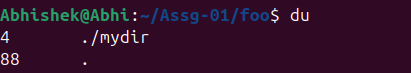 Abhishek@Abhi:~/Assg-01/foo$ du
4       ./mydir
88      .